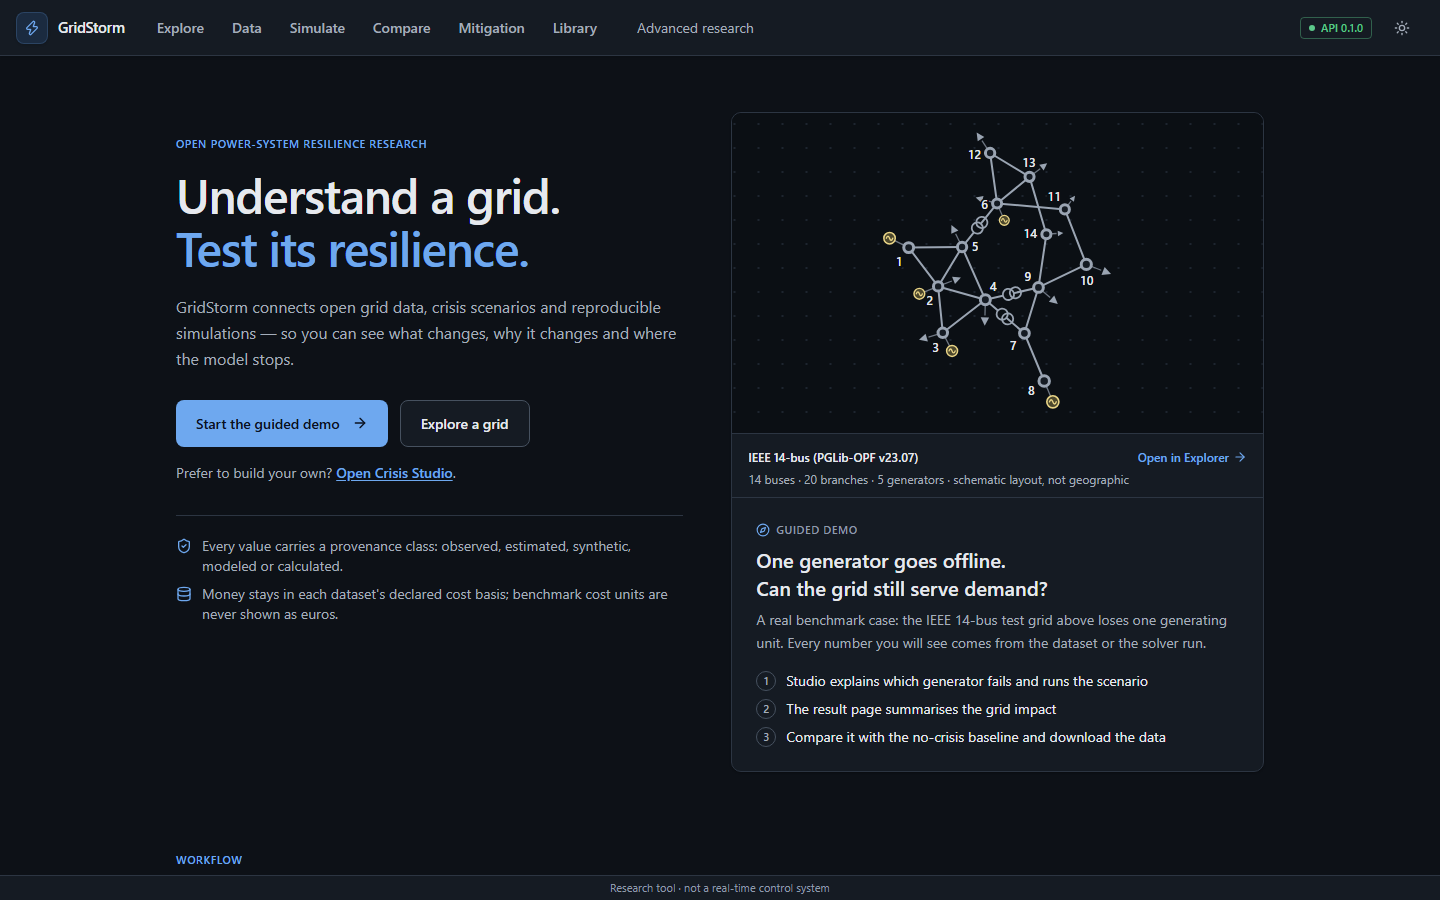 GridStorm
Explore
Data
Simulate
Compare
Mitigation
Library
Advanced research
API 0.1.0
OPEN POWER-SYSTEM RESILIENCE RESEARCH
Understand a grid.
Test its resilience.
GridStorm connects open grid data, crisis scenarios and reproducible
simulations — so you can see what changes, why it changes and where
the model stops.
Start the guided demo
Explore a grid
Prefer to build your own? Open Crisis Studio.
Every value carries a provenance class: observed, estimated, synthetic,
modeled or calculated.
Money stays in each dataset's declared cost basis; benchmark cost units are
never shown as euros.
12
13
6
11
14
5
1
4
9
2
10
3
7
8
IEEE 14-bus (PGLib-OPF v23.07)
Open in Explorer
14 buses · 20 branches · 5 generators · schematic layout, not geographic
GUIDED DEMO
One generator goes offline.
Can the grid still serve demand?
A real benchmark case: the IEEE 14-bus test grid above loses one generating
unit. Every number you will see comes from the dataset or the solver run.
1 Studio explains which generator fails and runs the scenario
2 The result page summarises the grid impact
3 Compare it with the no-crisis baseline and download the data
WORKFLOW
Research tool · not a real-time control system